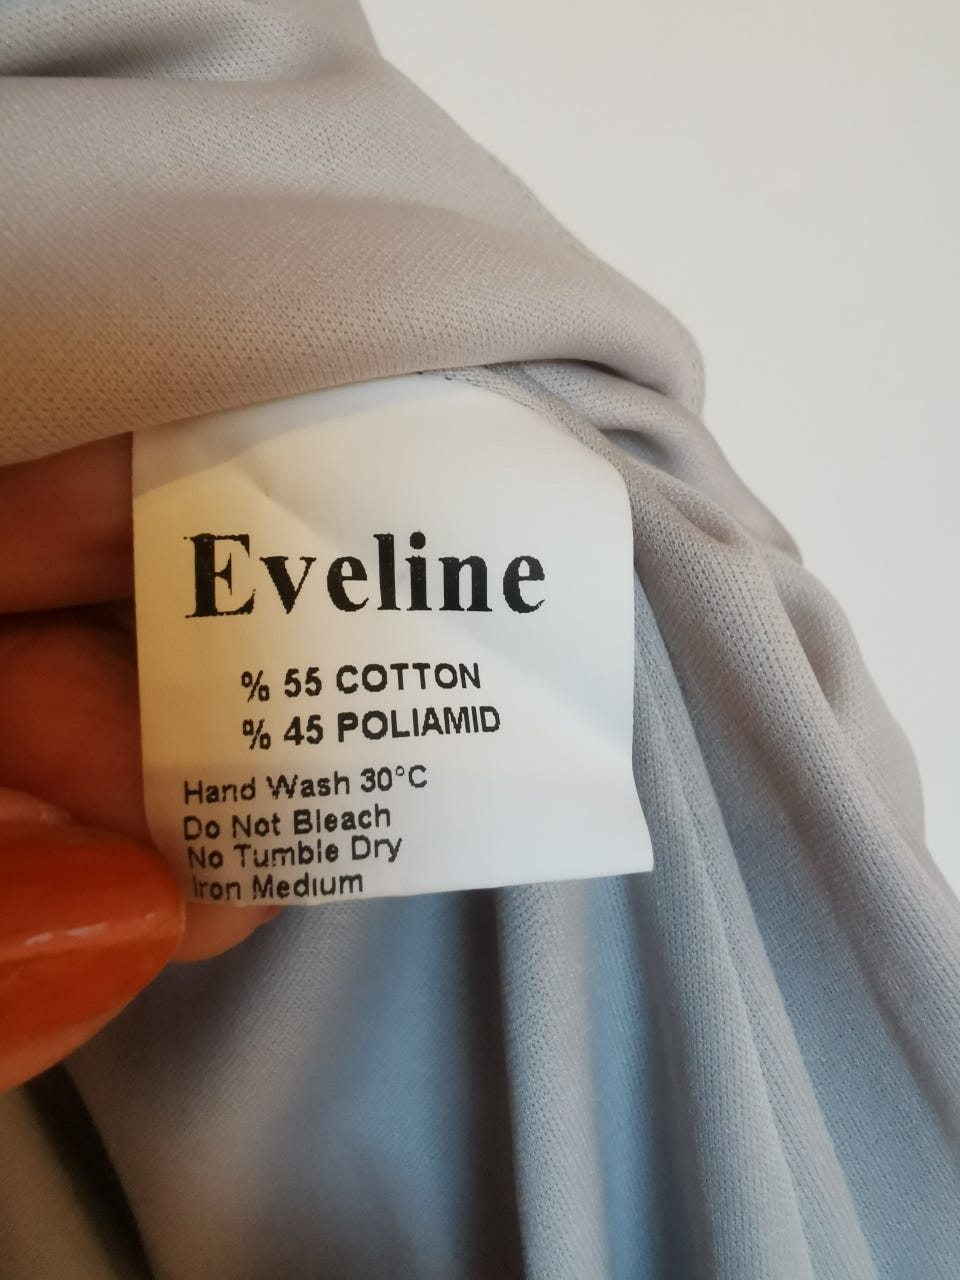 Eveline
% 55 COTTON
% 45 POLIAMID
Hand Wash 30°C
Do Not Bleach
No Tumble Dry
Iron Medium